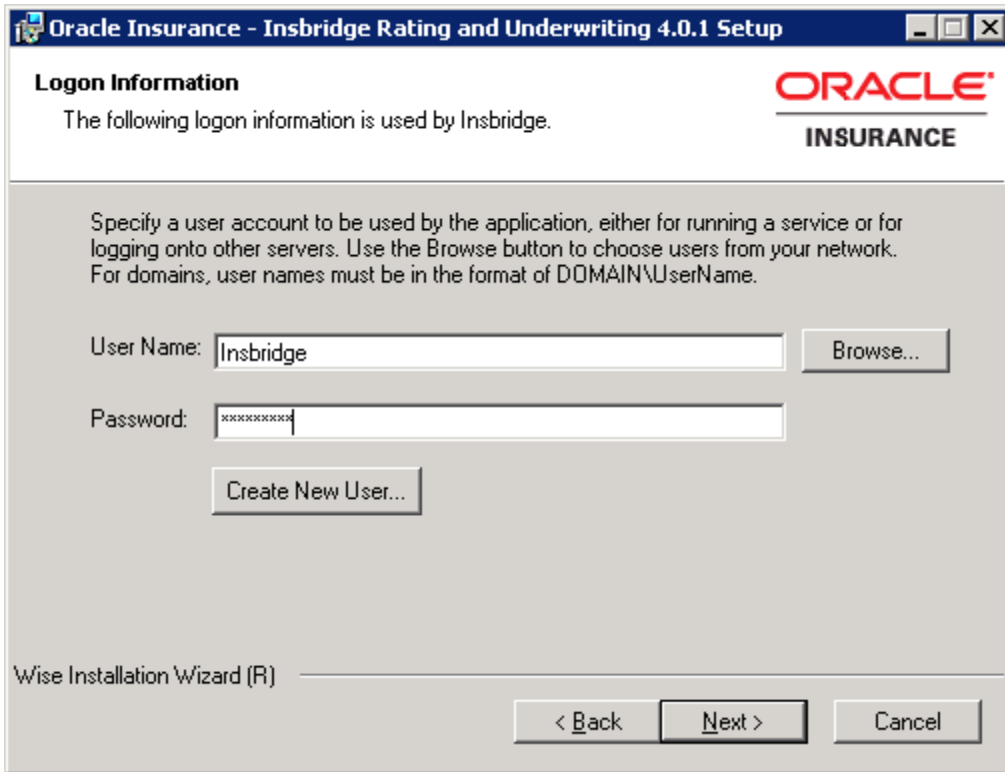 Oracle Insurance - Insbridge Rating and Underwriting 4.0.1 Setup
Logon Information
The following logon information is used by Insbridge.
ORACLE
INSURANCE
Specify a user account to be used by the application, either for running a service or for
logging onto other servers. Use the Browse button to choose users from your network.
For domains, user names must be in the format of DOMAIN\UserName.
User Name: Insbridge Browse...
Password: *********
Create New User...
Wise Installation Wizard (R)
< Back Next > Cancel